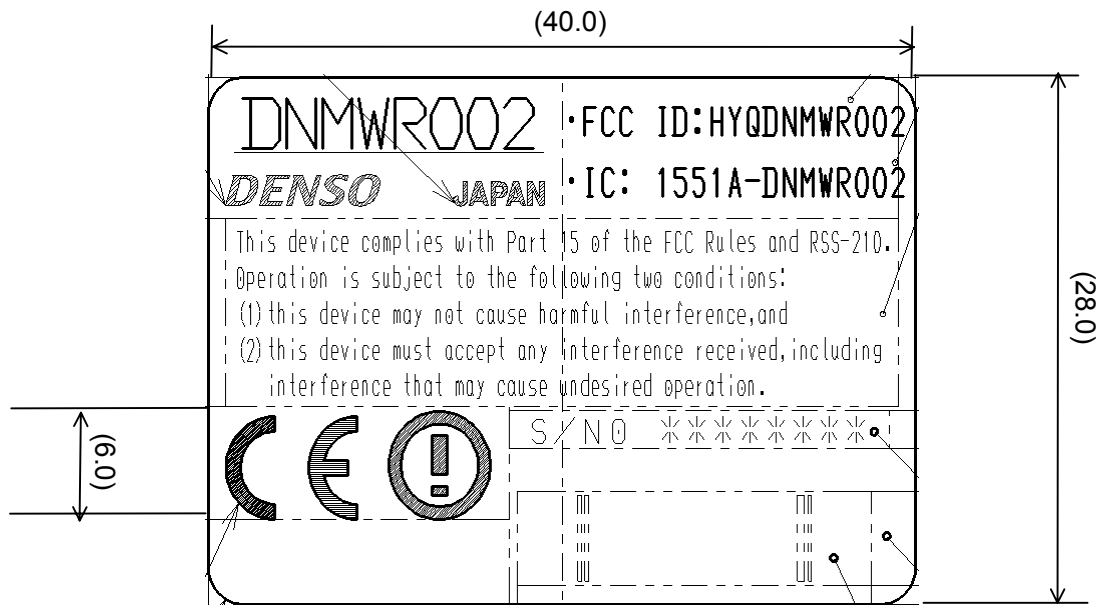 (40.0)
DNMWR002
·FCC ID:HYQDNMWR002
DENSO JAPAN
·IC: 1551A-DNMWR002
This device complies with Part 15 of the FCC Rules and RSS-210.
Operation is subject to the following two conditions:
(1)this device may not cause harmful interference,and
(2)this device must accept any interference received,including
interference that may cause undesired operation.
(28.0)
(6.0)
CE
S/NO ********